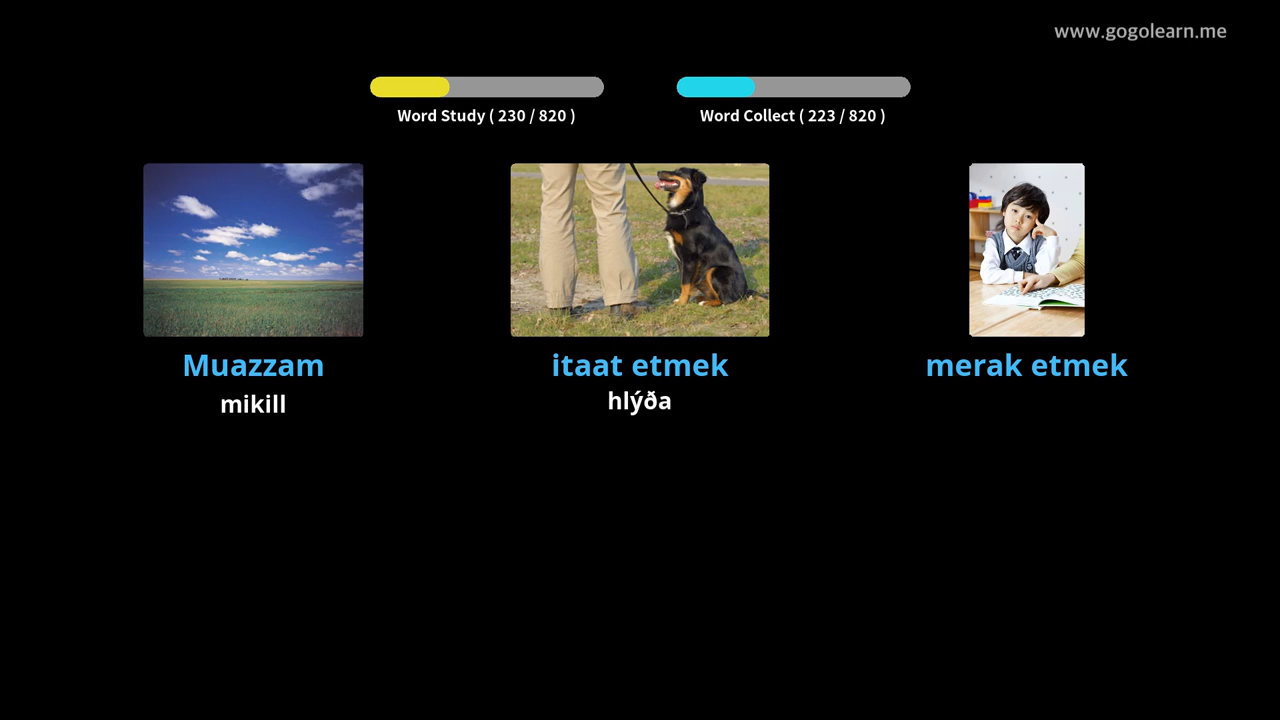 www.gogolearn.me
Word Study ( 230 / 820 )
Word Collect ( 223 / 820 )
Muazzam
mikill
itaat etmek
hlýða
merak etmek